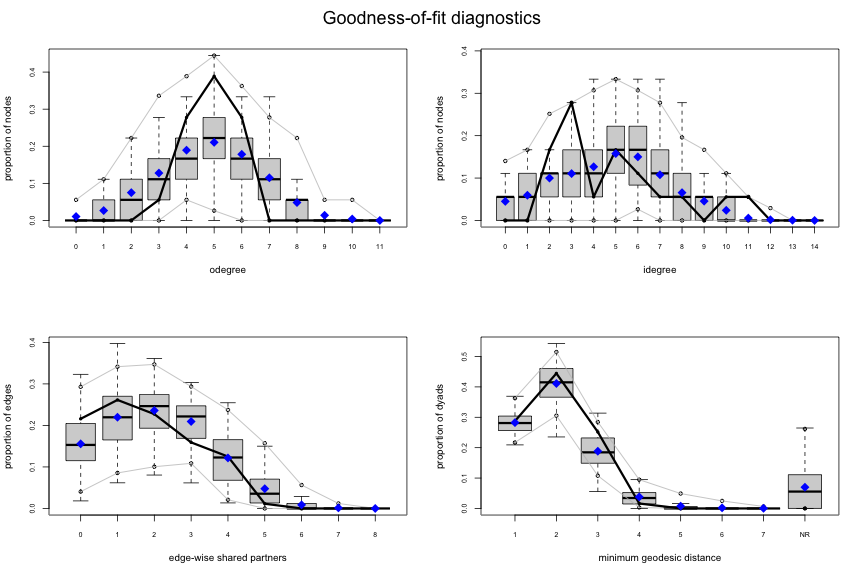 Goodness-of-fit diagnostics
proportion of nodes
0.0 0.1 0.2 0.3 0.4
0 1 2 3 4 5 6 7 8 9 10 11
odegree
proportion of nodes
0.0 0.1 0.2 0.3 0.4
0 1 2 3 4 5 6 7 8 9 10 11 12 13 14
idegree
proportion of edges
0.0 0.1 0.2 0.3 0.4
0 1 2 3 4 5 6 7 8
edge-wise shared partners
proportion of dyads
0.0 0.1 0.2 0.3 0.4 0.5
1 2 3 4 5 6 7 NR
minimum geodesic distance